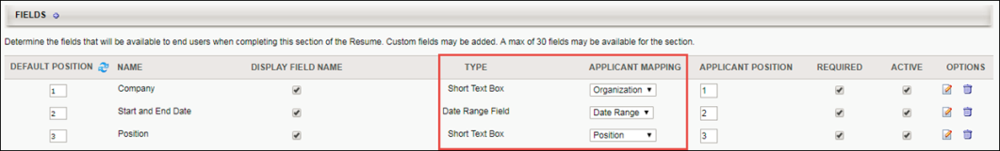 FIELDS
Determine the fields that will be available to end users when completing this section of the Resume. Custom fields may be added. A max of 30 fields may be available for the section.
DEFAULT POSITION NAME DISPLAY FIELD NAME TYPE APPLICANT MAPPING APPLICANT POSITION REQUIRED ACTIVE OPTIONS
1 Company Short Text Box Organization 1
2 Start and End Date Date Range Field Date Range 2
3 Position Short Text Box Position 3